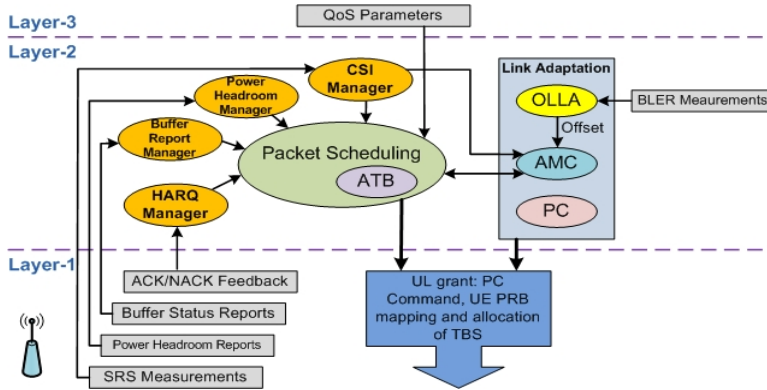 Layer-3
QoS Parameters
Layer-2
CSI
Manager
Power
Headroom
Manager
Buffer
Report
Manager
HARQ
Manager
Packet Scheduling
ATB
Link Adaptation
OLLA
Offset
AMC
PC
BLER Meaurements
Layer-1
ACK/NACK Feedback
Buffer Status Reports
Power Headroom Reports
SRS Measurements
UL grant: PC
Command, UE PRB
mapping and allocation
of TBS